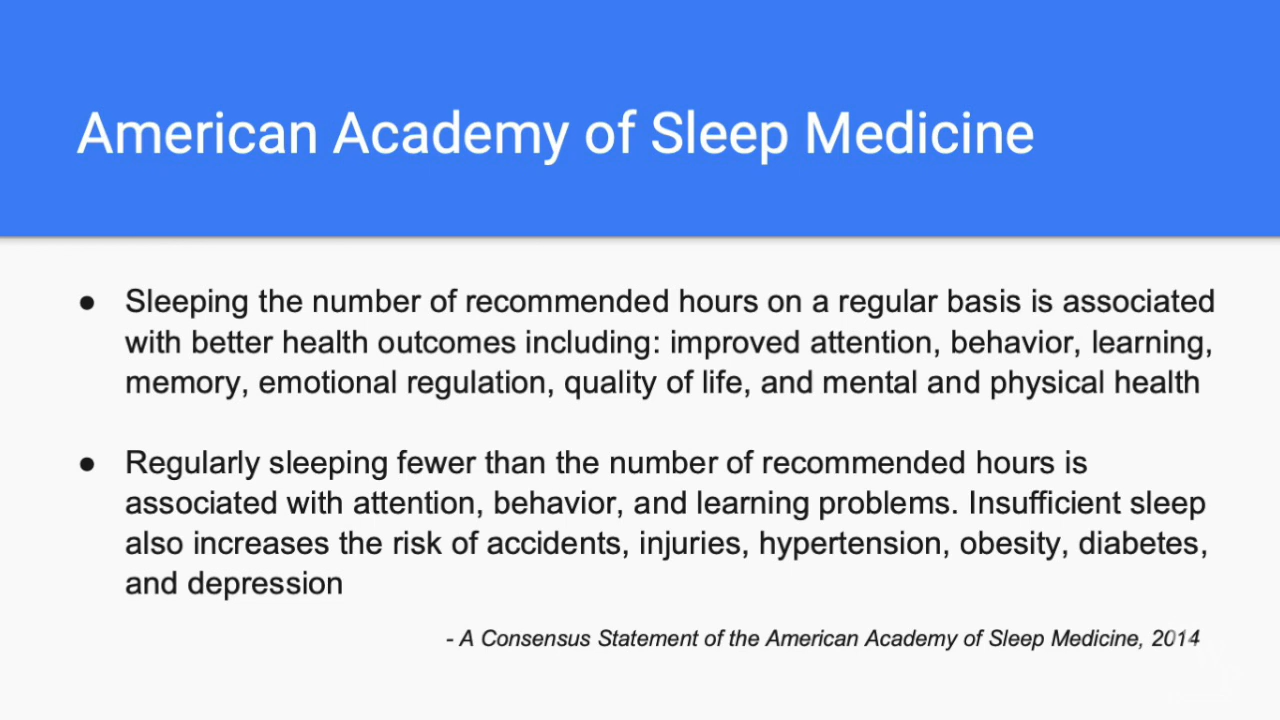 American Academy of Sleep Medicine
● Sleeping the number of recommended hours on a regular basis is associated
with better health outcomes including: improved attention, behavior, learning,
memory, emotional regulation, quality of life, and mental and physical health
● Regularly sleeping fewer than the number of recommended hours is
associated with attention, behavior, and learning problems. Insufficient sleep
also increases the risk of accidents, injuries, hypertension, obesity, diabetes,
and depression
- A Consensus Statement of the American Academy of Sleep Medicine, 2014